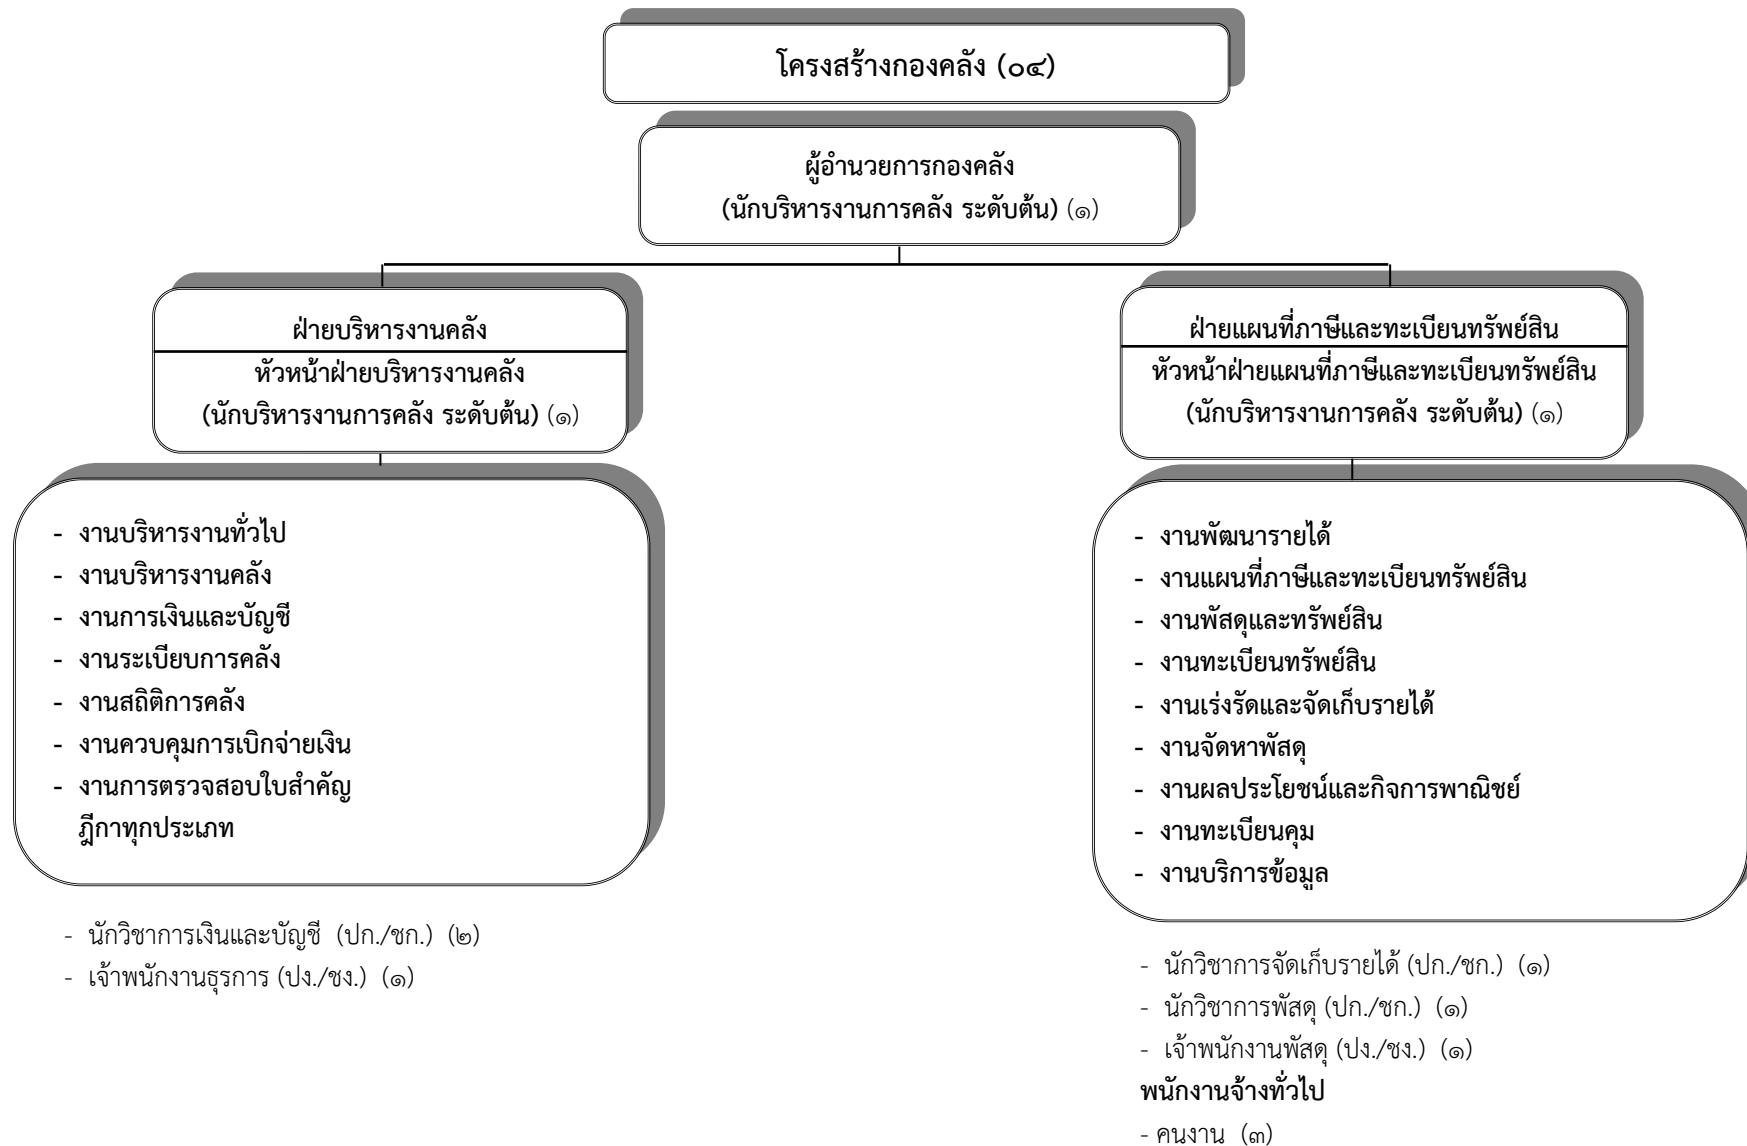 โครงสร้างกองคลัง (๐๔)
ผู้อำนวยการกองคลัง
(นักบริหารงานการคลัง ระดับต้น) (๑)
ฝ่ายบริหารงานคลัง
หัวหน้าฝ่ายบริหารงานคลัง
(นักบริหารงานการคลัง ระดับต้น) (๑)
- งานบริหารงานทั่วไป
- งานบริหารงานคลัง
- งานการเงินและบัญชี
- งานระเบียบการคลัง
- งานสถิติการคลัง
- งานควบคุมการเบิกจ่ายเงิน
- งานการตรวจสอบใบสำคัญ
ฎีกาทุกประเภท
- นักวิชาการเงินและบัญชี (ปก./ชก.) (๒)
- เจ้าพนักงานธุรการ (ปง./ชง.) (๑)
ฝ่ายแผนที่ภาษีและทะเบียนทรัพย์สิน
หัวหน้าฝ่ายแผนที่ภาษีและทะเบียนทรัพย์สิน
(นักบริหารงานการคลัง ระดับต้น) (๑)
- งานพัฒนารายได้
- งานแผนที่ภาษีและทะเบียนทรัพย์สิน
- งานพัสดุและทรัพย์สิน
- งานทะเบียนทรัพย์สิน
- งานเร่งรัดและจัดเก็บรายได้
- งานจัดหาพัสดุ
- งานผลประโยชน์และกิจการพาณิชย์
- งานทะเบียนคุม
- งานบริการข้อมูล
- นักวิชาการจัดเก็บรายได้ (ปก./ชก.) (๑)
- นักวิชาการพัสดุ (ปก./ชก.) (๑)
- เจ้าพนักงานพัสดุ (ปง./ชง.) (๑)
พนักงานจ้างทั่วไป
- คนงาน (๓)